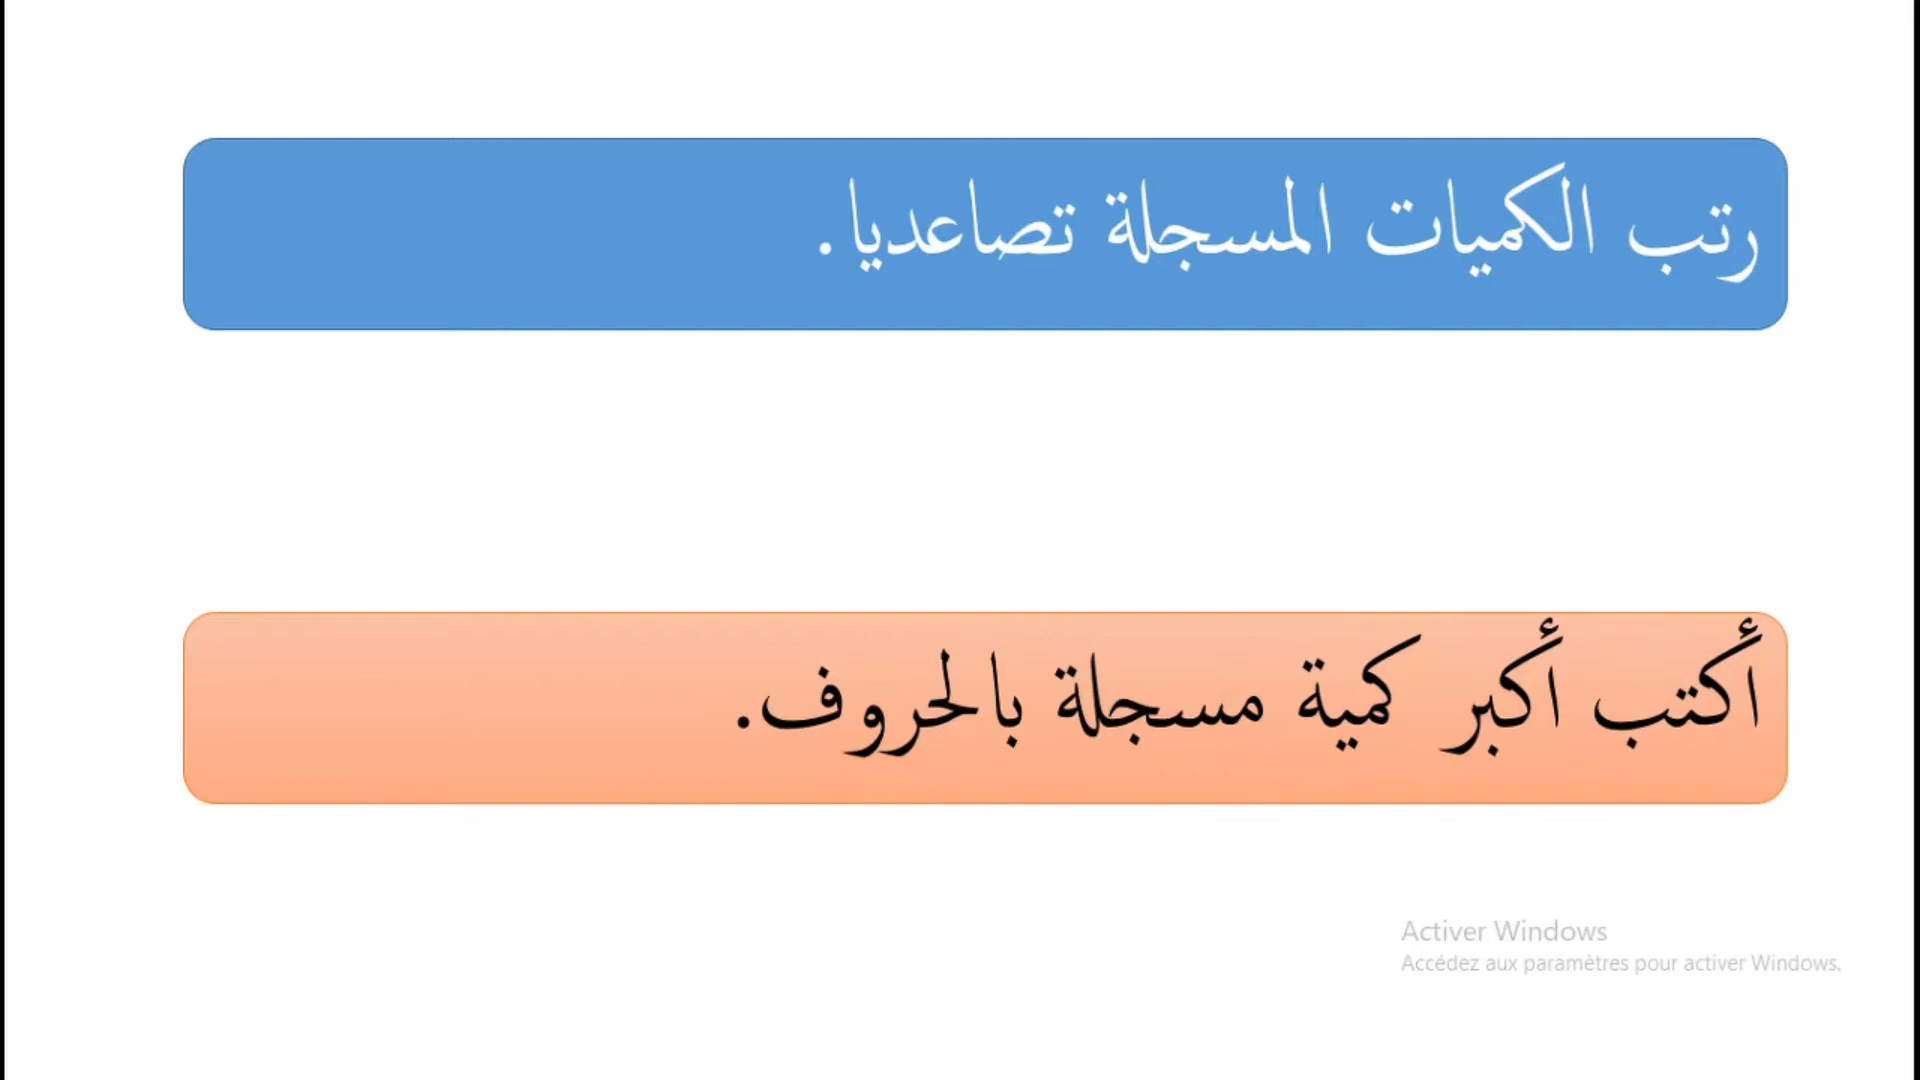 رتب الكميات المسجلة تصاعديا.
أكتب أكبر كمية مسجلة بالحروف.
Activer Windows
Accédez aux paramètres pour activer Windows.